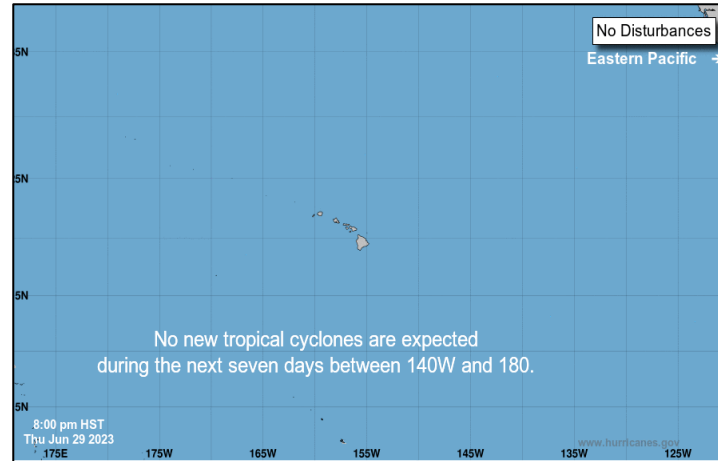 No Disturbances
Eastern Pacific →
5N
5N
5N
No new tropical cyclones are expected
during the next seven days between 140W and 180.
5N
8:00 pm HST
Thu Jun 29 2023
www.hurricanes.gov
175E 175W 165W 155W 145W 135W 125W